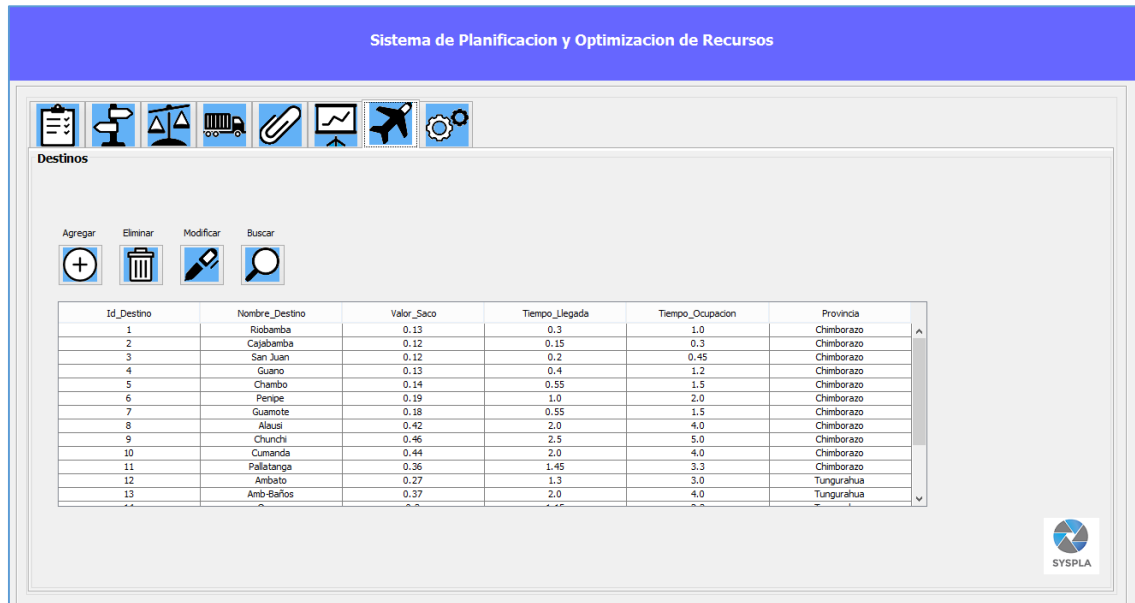 Sistema de Planificacion y Optimizacion de Recursos
Destinos
Agregar Eliminar Modificar Buscar
Id_Destino Nombre_Destino Valor_Saco Tiempo_Llegada Tiempo_Ocupacion Provincia
1 Riobamba 0.13 0.3 1.0 Chimborazo
2 Cajabamba 0.12 0.15 0.3 Chimborazo
3 San Juan 0.12 0.2 0.45 Chimborazo
4 Guano 0.13 0.4 1.2 Chimborazo
5 Chambo 0.14 0.55 1.5 Chimborazo
6 Penipe 0.19 1.0 2.0 Chimborazo
7 Guamote 0.18 0.55 1.5 Chimborazo
8 Alausi 0.42 2.0 4.0 Chimborazo
9 Chunchi 0.46 2.5 5.0 Chimborazo
10 Cumanda 0.44 2.0 4.0 Chimborazo
11 Pallatanga 0.36 1.45 3.3 Chimborazo
12 Ambato 0.27 1.3 3.0 Tungurahua
13 Amb-Baños 0.37 2.0 4.0 Tungurahua
SYSPLA